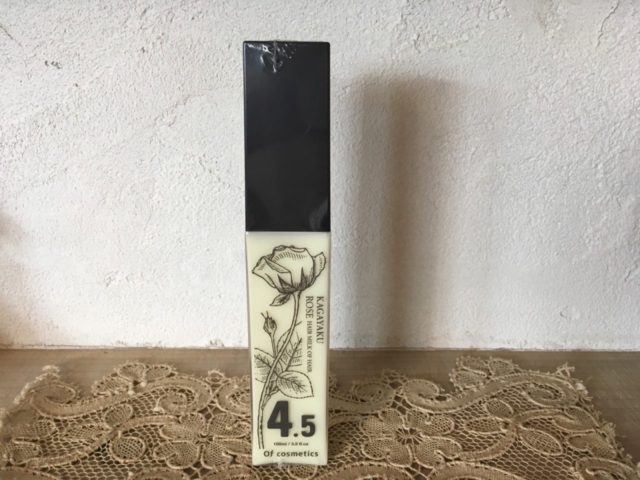 KAGAYAKU
ROSE HAIR MILK OF HAIR
4.5
Of cosmetics